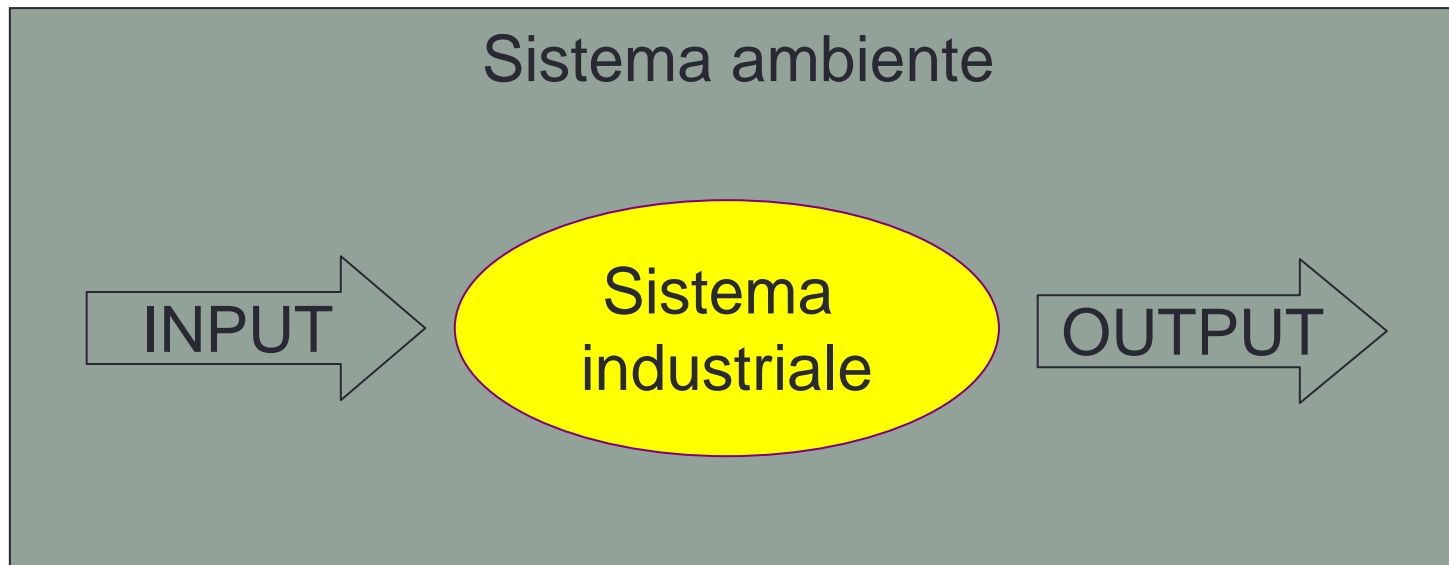 Sistema ambiente
INPUT
Sistema
industriale
OUTPUT